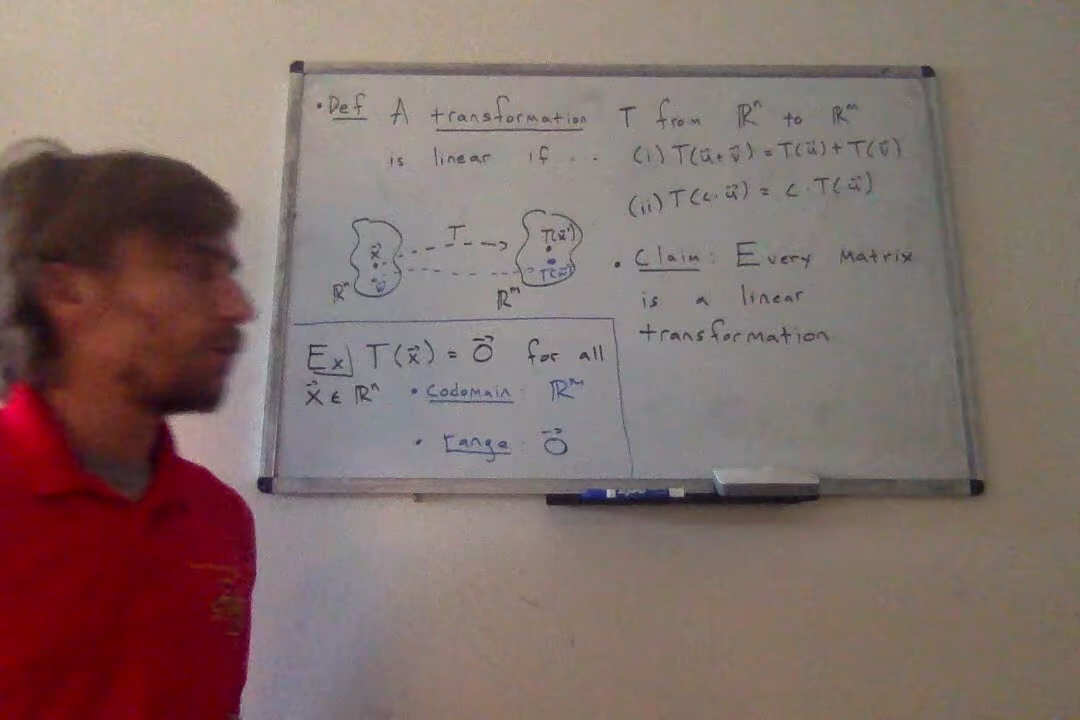 • Def A transformation T from ℝⁿ to ℝᵐ
is linear if ... (i) T(u⃗+v⃗) = T(u⃗) + T(v⃗)
(ii) T(c·u⃗) = c·T(u⃗)
T
x⃗
T(x⃗)
w⃗
T(w⃗)
ℝⁿ
ℝᵐ
• Claim: Every matrix
is a linear
transformation
Ex] T(x⃗) = 0⃗ for all
x⃗ ∈ ℝⁿ • Codomain: ℝᵐ
• range: 0⃗